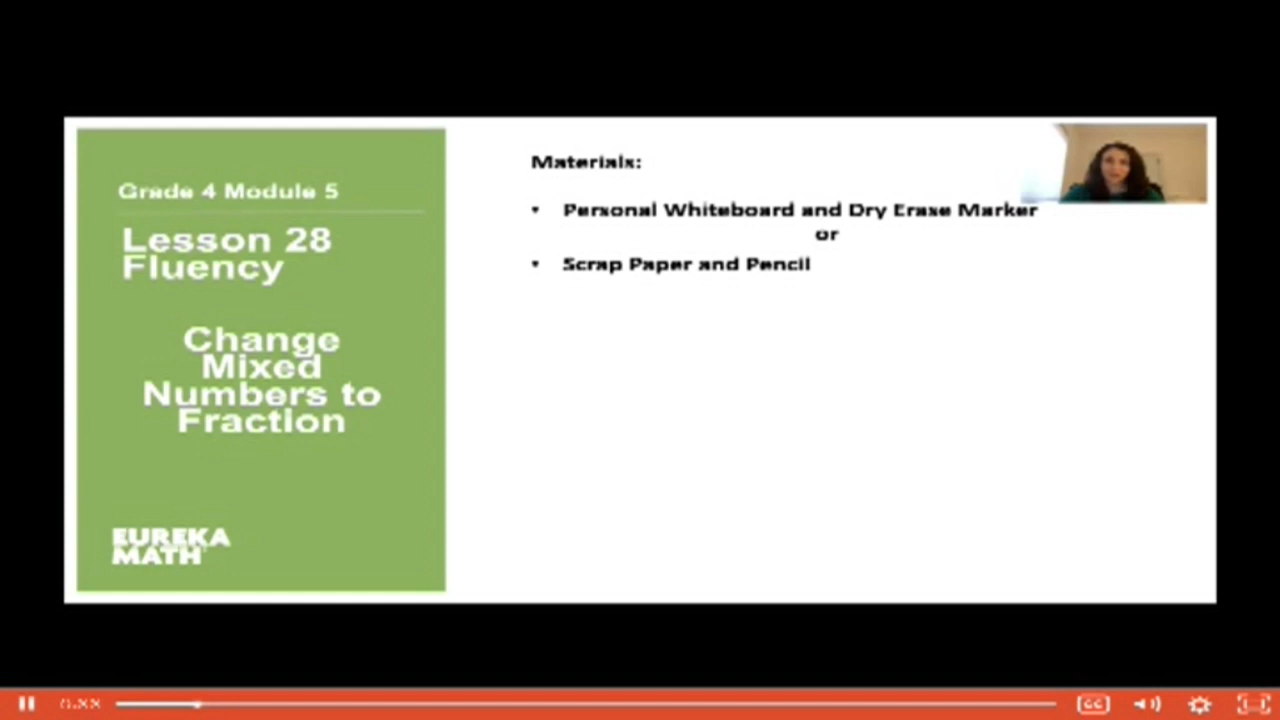 Grade 4 Module 5
Lesson 28
Fluency
Change
Mixed
Numbers to
Fraction
EUREKA
MATH
Materials:
• Personal Whiteboard and Dry Erase Marker
or
• Scrap Paper and Pencil
CC